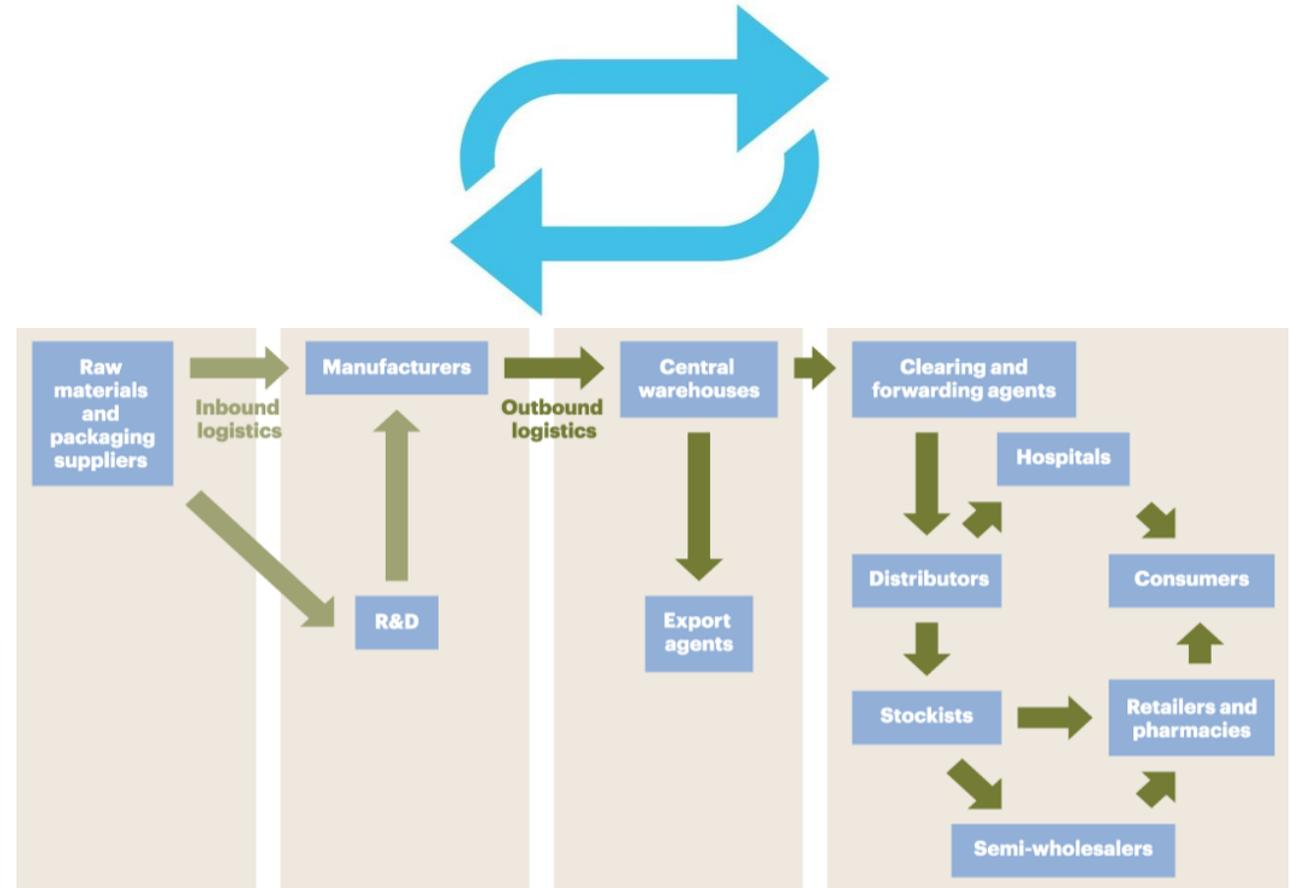 Raw
materials
and
packaging
suppliers
Inbound
logistics
Manufacturers
R&D
Outbound
logistics
Central
warehouses
Export
agents
Clearing and
forwarding agents
Hospitals
Distributors
Consumers
Stockists
Retailers and
pharmacies
Semi-wholesalers